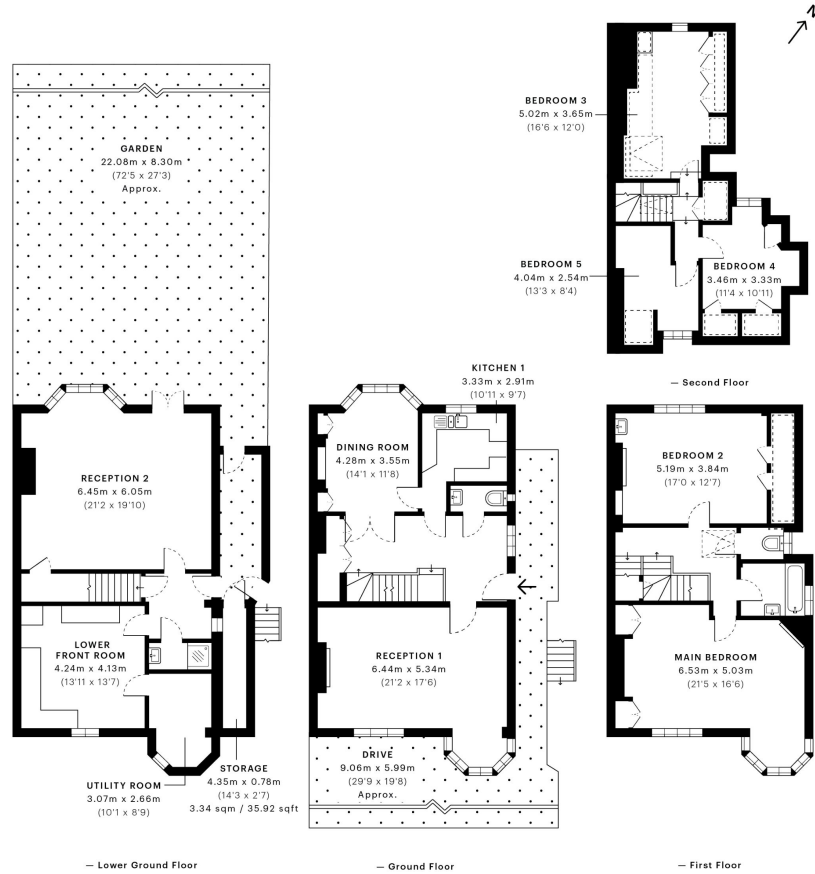 N
BEDROOM 3
5.02m x 3.65m
(16'6 x 12'0)
GARDEN
22.08m x 8.30m
(72'5 x 27'3)
Approx.
BEDROOM 5
4.04m x 2.54m
(13'3 x 8'4)
BEDROOM 4
3.46m x 3.33m
(11'4 x 10'11)
— Second Floor
KITCHEN 1
3.33m x 2.91m
(10'11 x 9'7)
DINING ROOM
4.28m x 3.55m
(14'1 x 11'8)
RECEPTION 2
6.45m x 6.05m
(21'2 x 19'10)
BEDROOM 2
5.19m x 3.84m
(17'0 x 12'7)
LOWER
FRONT ROOM
4.24m x 4.13m
(13'11 x 13'7)
RECEPTION 1
6.44m x 5.34m
(21'2 x 17'6)
MAIN BEDROOM
6.53m x 5.03m
(21'5 x 16'6)
DRIVE
9.06m x 5.99m
(29'9 x 19'8)
Approx.
UTILITY ROOM
3.07m x 2.66m
(10'1 x 8'9)
STORAGE
4.35m x 0.78m
(14'3 x 2'7)
3.34 sqm / 35.92 sqft
— Lower Ground Floor
— Ground Floor
— First Floor